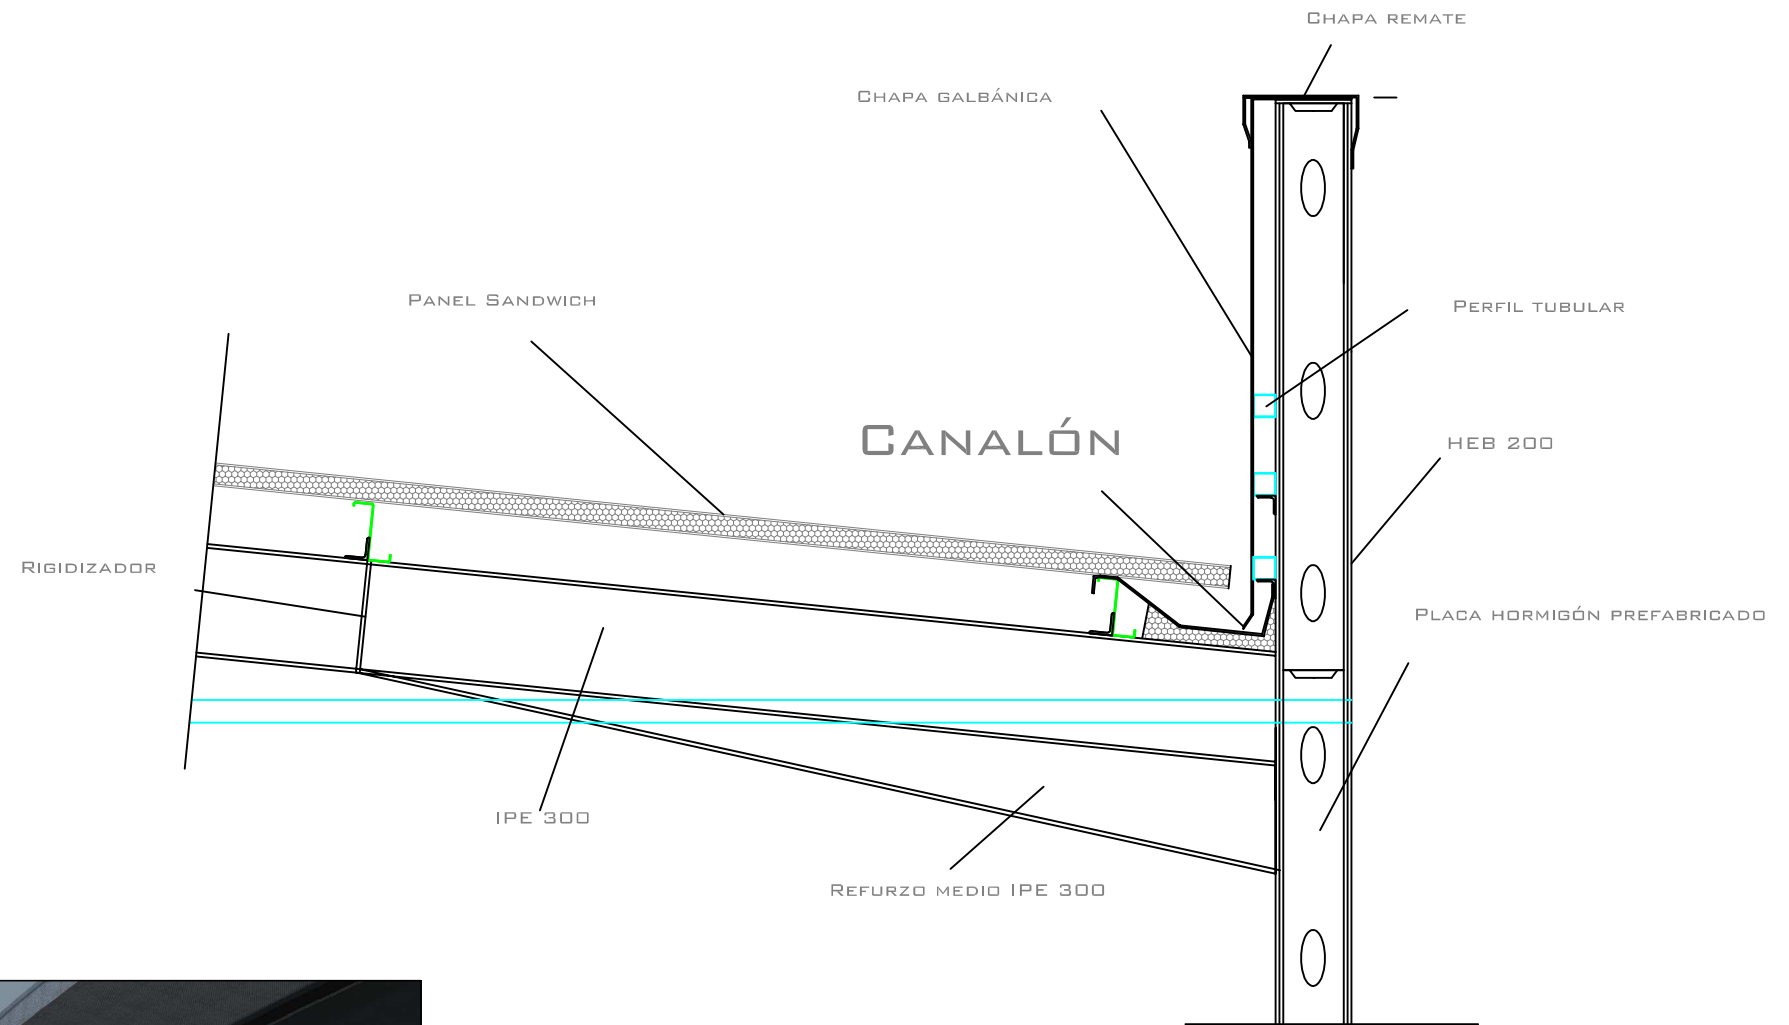 Chapa remate
Chapa galbánica
Panel Sandwich
Perfil tubular
Canalón
HEB 200
Rigidizador
Placa hormigón prefabricado
IPE 300
Refurzo medio IPE 300